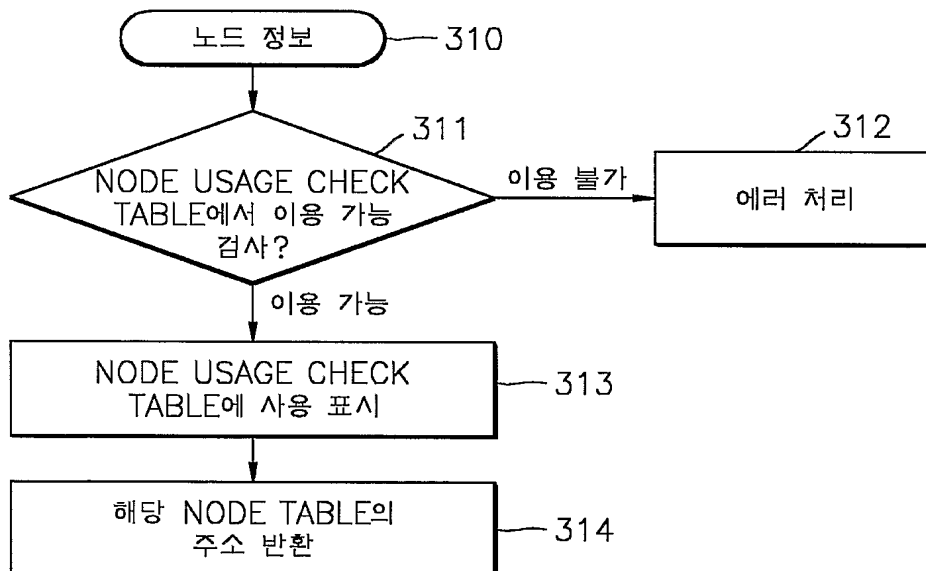 노드 정보
310
311
312
NODE USAGE CHECK
TABLE에서 이용 가능
검사?
이용 불가
에러 처리
이용 가능
NODE USAGE CHECK
TABLE에 사용 표시
313
해당 NODE TABLE의
주소 반환
314